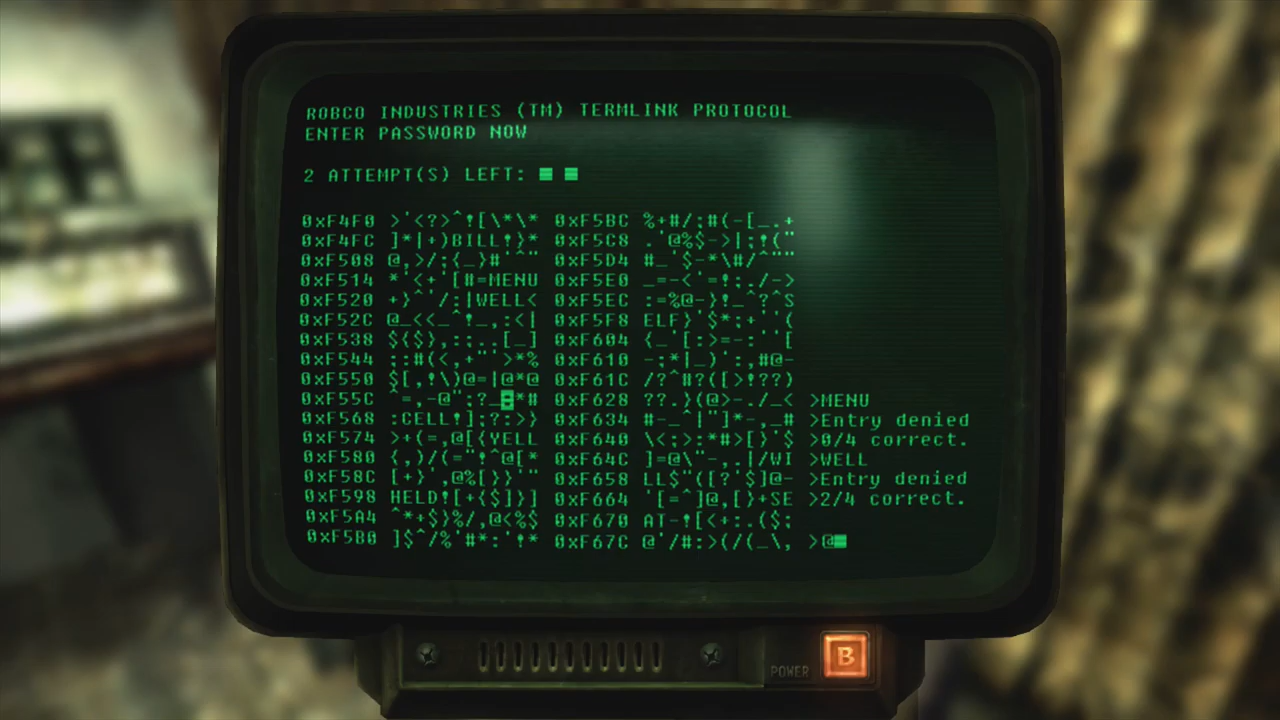 ROBCO INDUSTRIES (TM) TERMLINK PROTOCOL
ENTER PASSWORD NOW
2 ATTEMPT(S) LEFT:
0xF4F0 >'<?>^![\*\* 0xF5BC %+#/;#(-[_.+
0xF4FC ]*|+)BILL!}* 0xF5C8 .'@%$->|;!("
0xF508 @,>/;{_}#'^" 0xF5D4 #_'$-*\#/^""
0xF514 *'<+'[#=MENU 0xF5E0 _=-<'=!;./->
0xF520 +}^'/:|WELL< 0xF5EC :=%@-}!_^?^S
0xF52C @_<<_^!_,:<| 0xF5F8 ELF}'$*;+''(
0xF538 ${$},:;..[_] 0xF604 {_'[:>=-:''[
0xF544 ;:#(<,+"'>*% 0xF610 -;*|_)':,#@-
0xF550 $[,!\)@=|@*@ 0xF61C /?^#?([>!??)
0xF55C ^=,-@";?_=*# 0xF628 ??.}(@>-./_< >MENU
0xF568 :CELL!];?:>} 0xF634 #-_^|"]*-,_# >Entry denied
0xF574 >+(=,@[{YELL 0xF640 \<;>:*#>[}'$ >0/4 correct.
0xF580 {,)/(="!^@[* 0xF64C ]=@\"-,.|/WI >WELL
0xF58C [+}',@%[}}'" 0xF658 LL$^([?'$]@- >Entry denied
0xF598 HELD![+{$]}] 0xF664 '[=^]@,[}+SE >2/4 correct.
0xF5A4 ^*+$}%/,@<%$ 0xF670 AT-![<+:.($;
0xF5B0 ]$^/%'#*:'!* 0xF67C @'/#:>(/(_\, >@
POWER
B